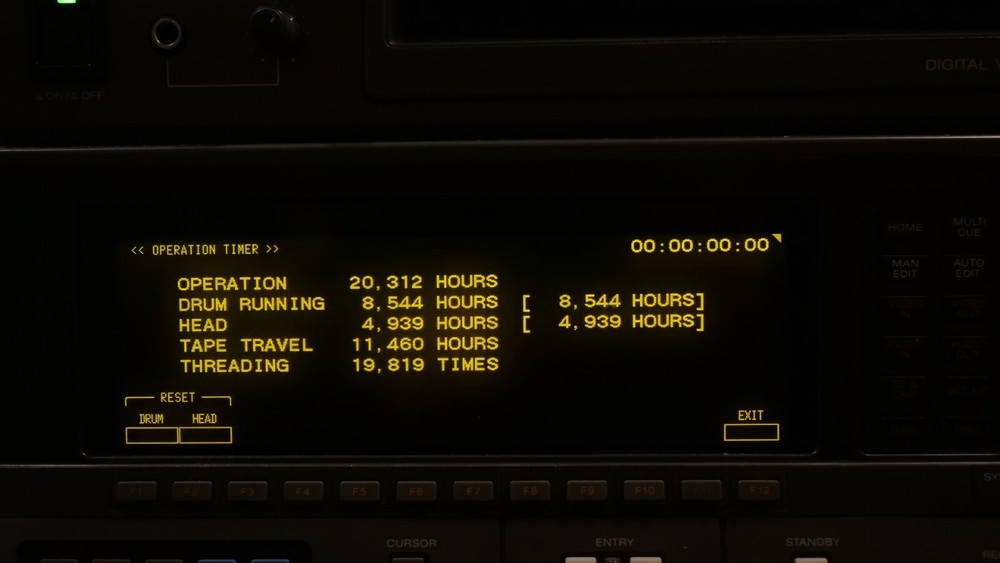 ON/OFF
DIGITAL
<< OPERATION TIMER >>
00:00:00:00
OPERATION 20,312 HOURS
DRUM RUNNING 8,544 HOURS [ 8,544 HOURS]
HEAD 4,939 HOURS [ 4,939 HOURS]
TAPE TRAVEL 11,460 HOURS
THREADING 19,819 TIMES
RESET
DRUM HEAD
EXIT
HOME MULTI CUE
MAN EDIT AUTO EDIT
F1 F2 F3 F4 F5 F6 F7 F8 F9 F10 F11 F12
CURSOR ENTRY STANDBY